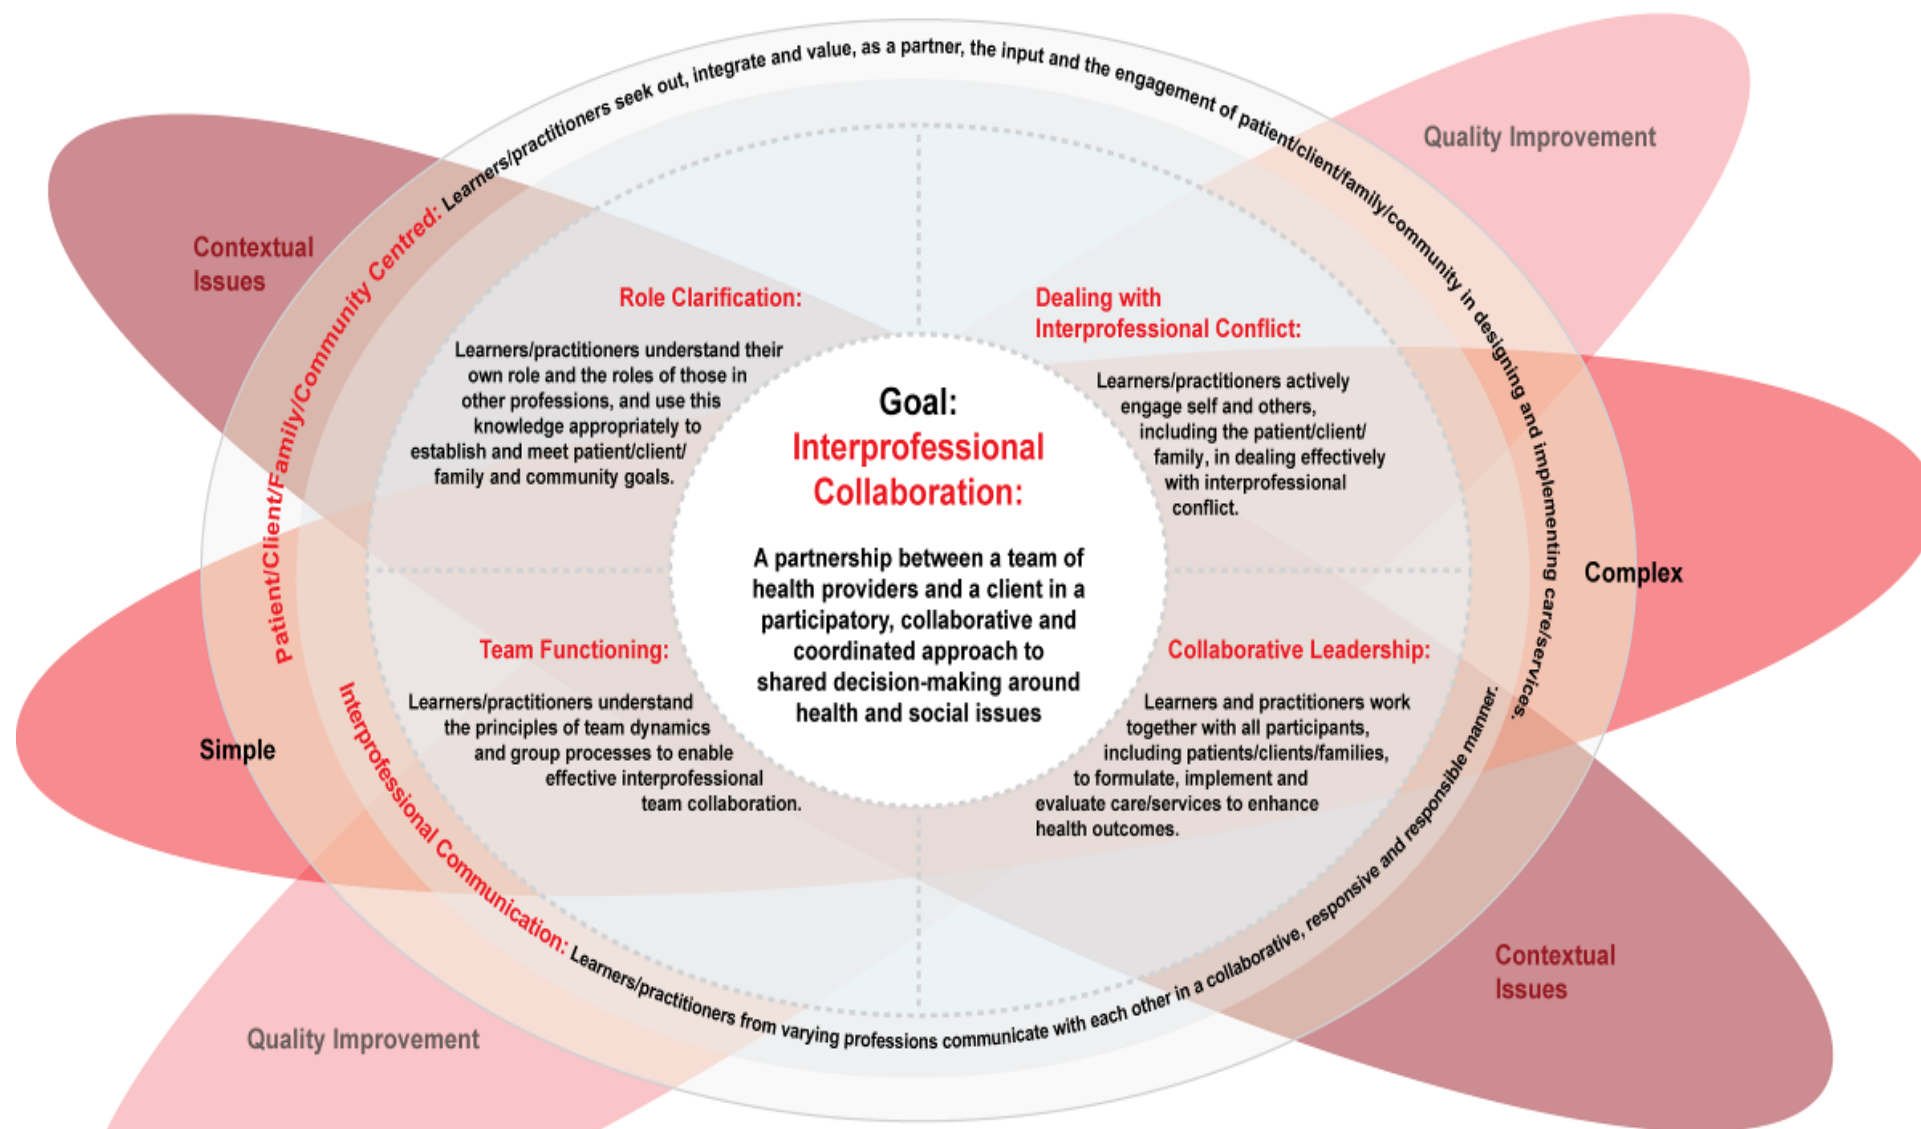 Patient/Client/Family/Community Centred: Learners/practitioners seek out, integrate and value, as a partner, the input and the engagement of patient/client/family/community in designing and implementing care/services.
Quality Improvement
Contextual
Issues
Role Clarification:
Learners/practitioners understand their
own role and the roles of those in
other professions, and use this
knowledge appropriately to
establish and meet patient/client/
family and community goals.
Dealing with
Interprofessional Conflict:
Learners/practitioners actively
engage self and others,
including the patient/client/
family, in dealing effectively
with interprofessional
conflict.
Goal:
Interprofessional
Collaboration:
A partnership between a team of
health providers and a client in a
participatory, collaborative and
coordinated approach to
shared decision-making around
health and social issues
Complex
Simple
Team Functioning:
Learners/practitioners understand
the principles of team dynamics
and group processes to enable
effective interprofessional
team collaboration.
Collaborative Leadership:
Learners and practitioners work
together with all participants,
including patients/clients/families,
to formulate, implement and
evaluate care/services to enhance
health outcomes.
Interprofessional Communication: Learners/practitioners from varying professions communicate with each other in a collaborative, responsive and responsible manner.
Contextual
Issues
Quality Improvement